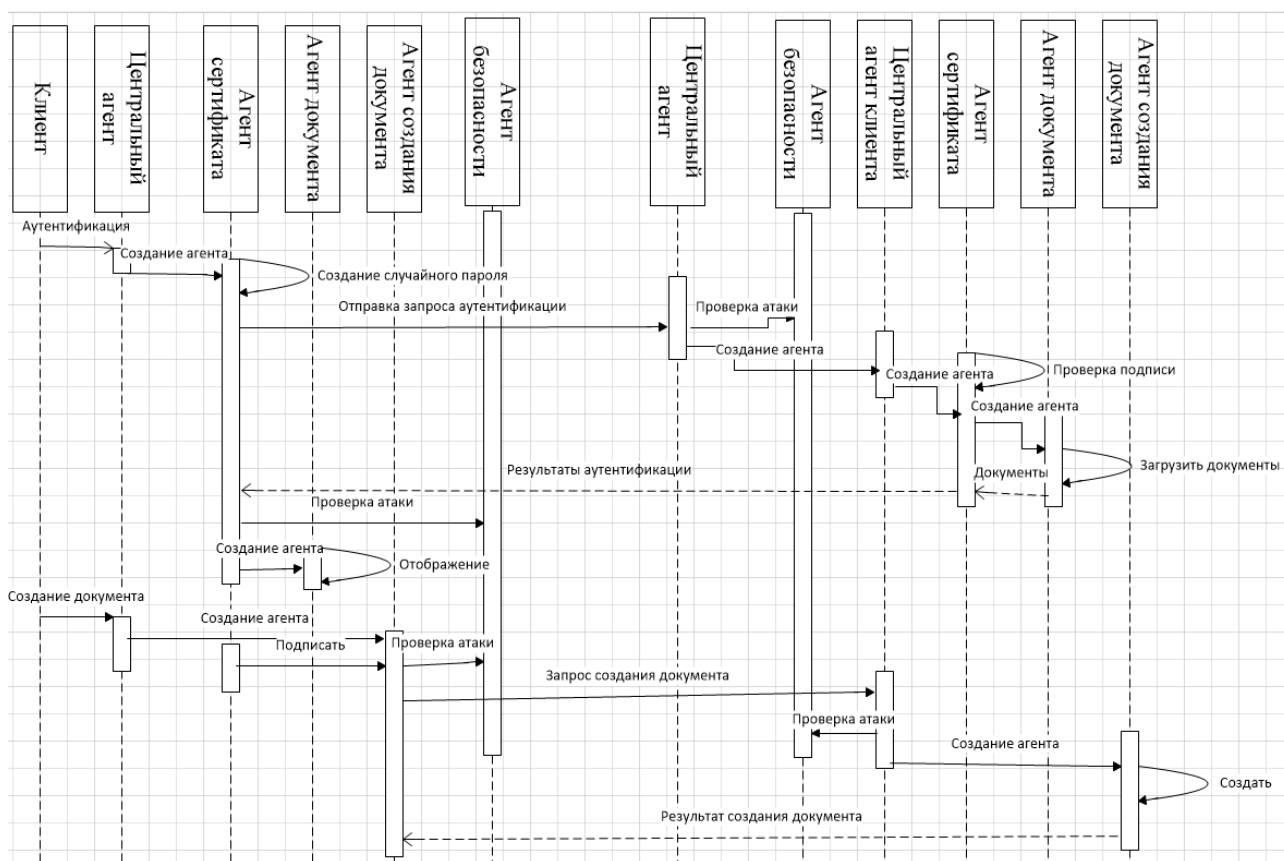 Клиент
Центральный
агент
Агент
сертификата
Агент документа
Агент создания
документа
Агент
безопасности
Центральный
агент
Агент
безопасности
Центральный
агент клиента
Агент
сертификата
Агент документа
Агент создания
документа
Аутентификация
Создание агента
Создание случайного пароля
Отправка запроса аутентификации
Проверка атаки
Создание агента
Создание агента
Проверка подписи
Создание агента
Результаты аутентификации
Документы
Загрузить документы
Проверка атаки
Создание агента
Отображение
Создание документа
Создание агента
Подписать
Проверка атаки
Запрос создания документа
Проверка атаки
Создание агента
Создать
Результат создания документа